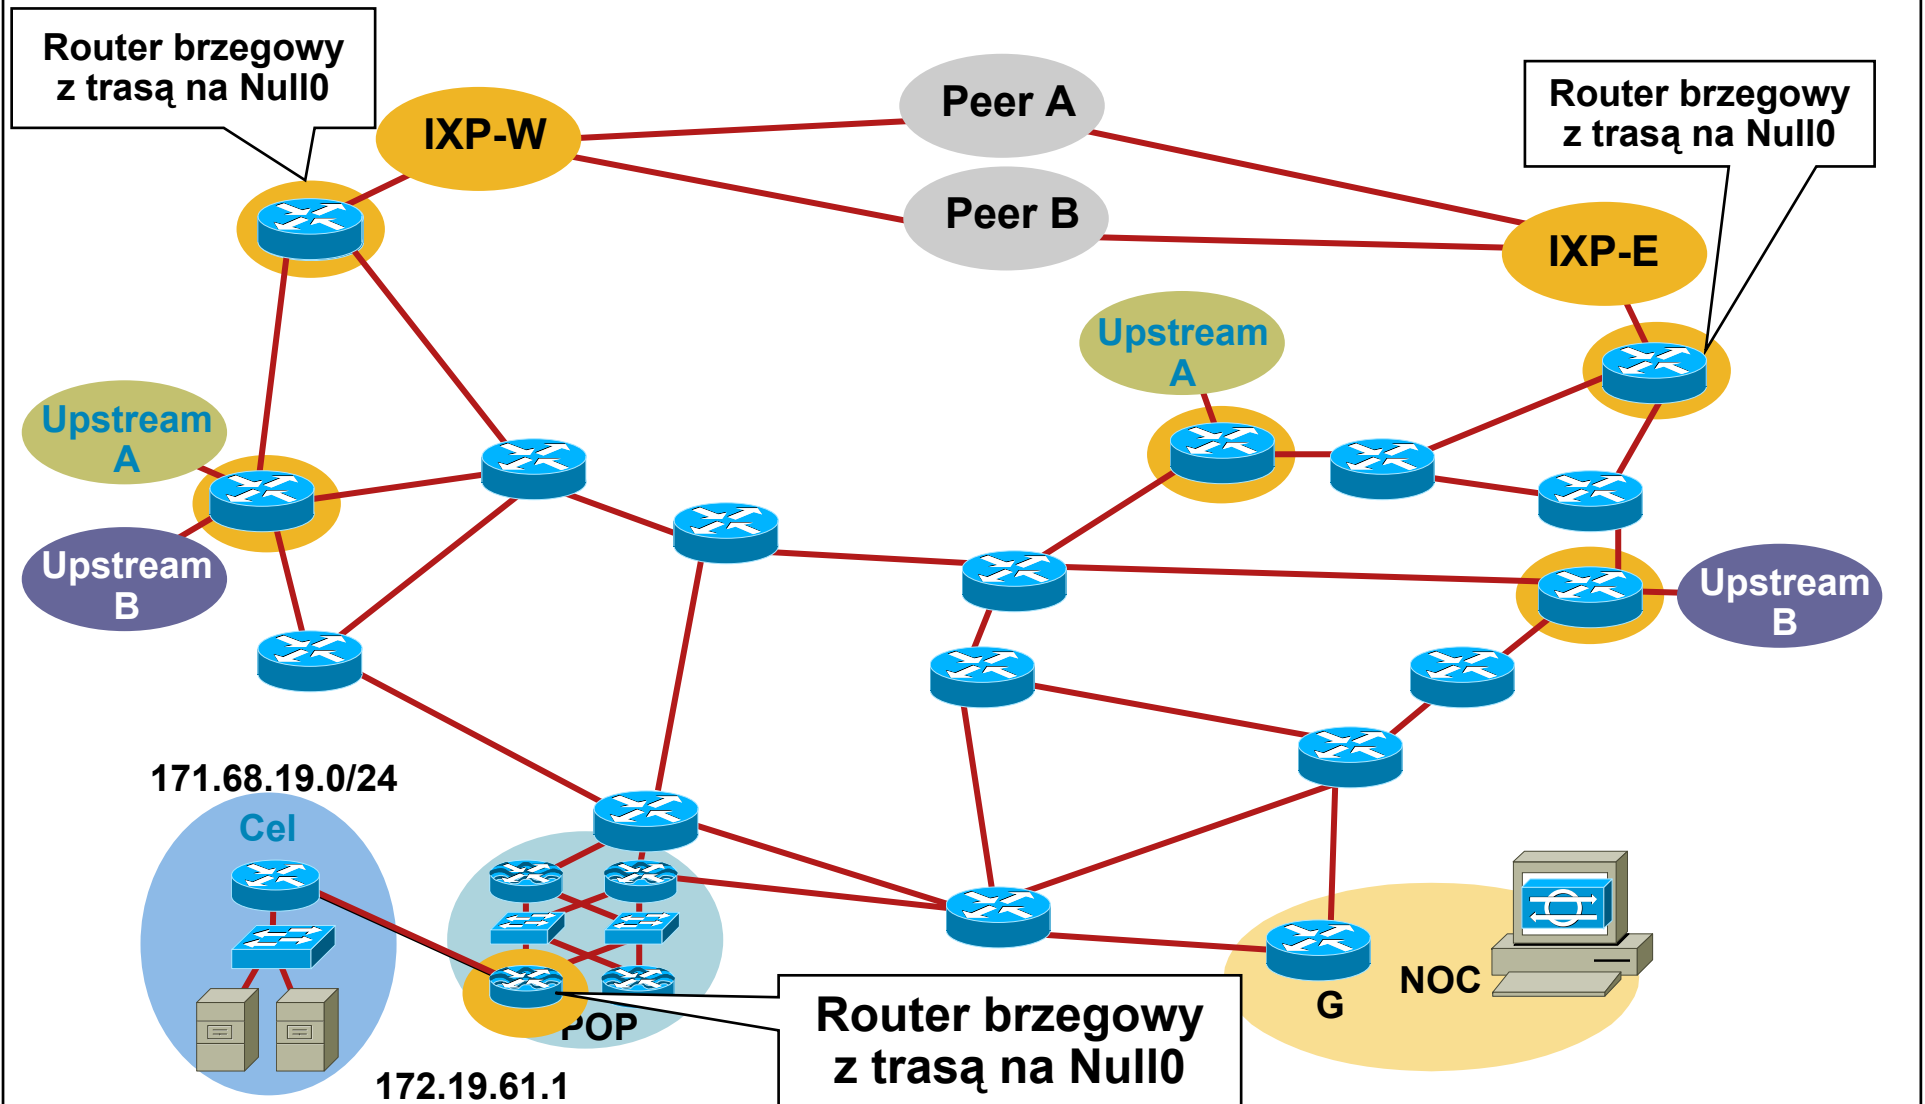 Router brzegowy
z trasą na Null0
IXP-W
Peer A
Router brzegowy
z trasą na Null0
Peer B
IXP-E
Upstream
A
Upstream
A
Upstream
B
Upstream
B
171.68.19.0/24
Cel
NOC
G
POP
Router brzegowy
z trasą na Null0
172.19.61.1